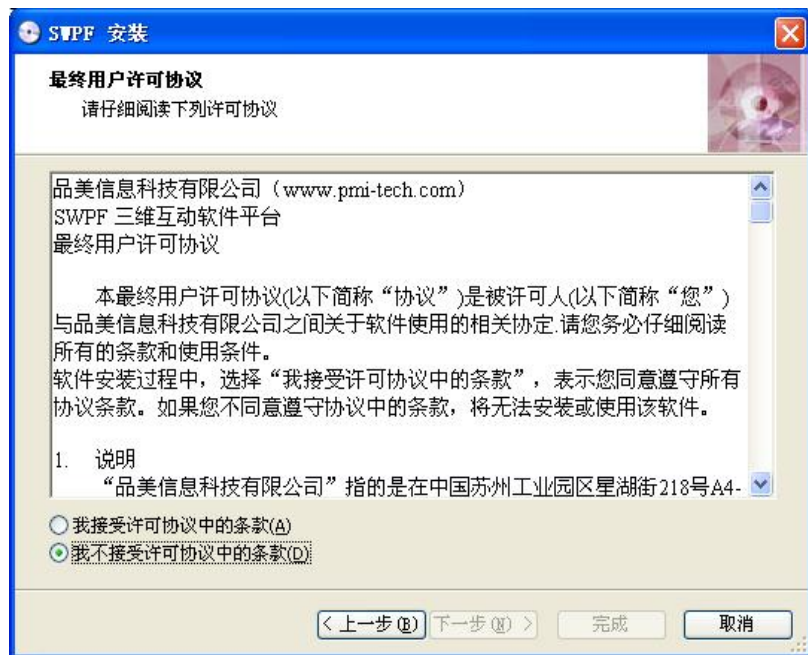 SWPF 安装
最终用户许可协议
请仔细阅读下列许可协议
品美信息科技有限公司（www.pmi-tech.com）
SWPF 三维互动软件平台
最终用户许可协议
本最终用户许可协议(以下简称“协议”)是被许可人(以下简称“您”)
与品美信息科技有限公司之间关于软件使用的相关协定.请您务必仔细阅读
所有的条款和使用条件。
软件安装过程中，选择“我接受许可协议中的条款”，表示您同意遵守所有
协议条款。如果您不同意遵守协议中的条款，将无法安装或使用该软件。
1. 说明
“品美信息科技有限公司”指的是在中国苏州工业园区星湖街218号A4-
我接受许可协议中的条款(A)
我不接受许可协议中的条款(D)
< 上一步(B) 下一步(N) > 完成 取消